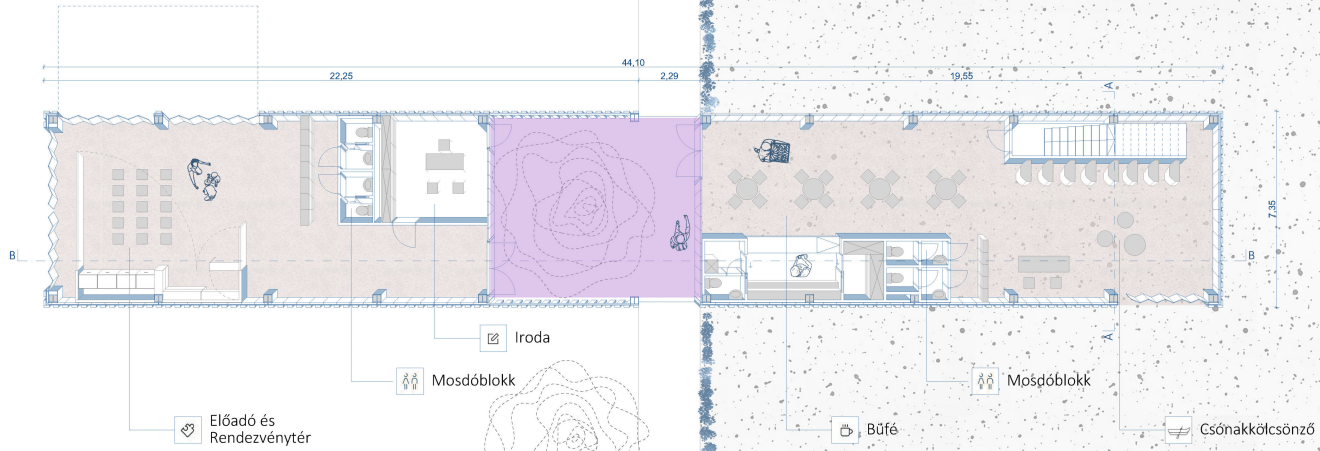 44,10
22,25
2,29
19,55
A
7,35
B
B
A
Iroda
Mosdóblokk
Mosdóblokk
Előadó és
Rendezvénytér
Büfé
Csónakkölcsönző